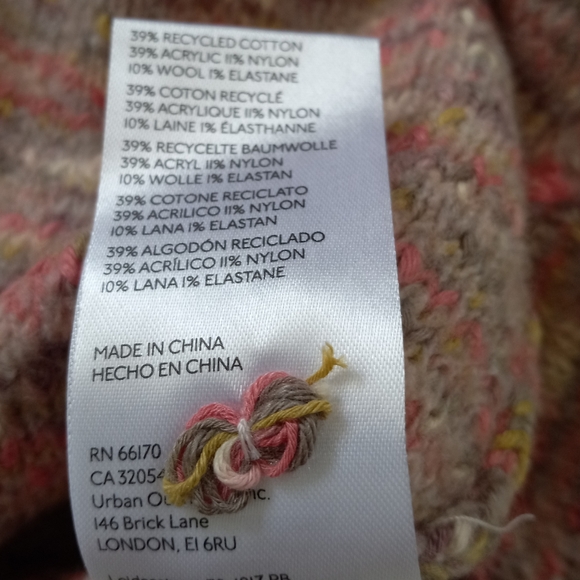 39% RECYCLED COTTON
39% ACRYLIC 11% NYLON
10% WOOL 1% ELASTANE
39% COTON RECYCLÉ
39% ACRYLIQUE 11% NYLON
10% LAINE 1% ÉLASTHANNE
39% RECYCELTE BAUMWOLLE
39% ACRYL 11% NYLON
10% WOLLE 1% ELASTAN
39% COTONE RICICLATO
39% ACRILICO 11% NYLON
10% LANA 1% ELASTAN
39% ALGODÓN RECICLADO
39% ACRÍLICO 11% NYLON
10% LANA 1% ELASTANE
MADE IN CHINA
HECHO EN CHINA
RN 66170
CA 32054
Urban
146 Brick Lane
LONDON, E1 6RU